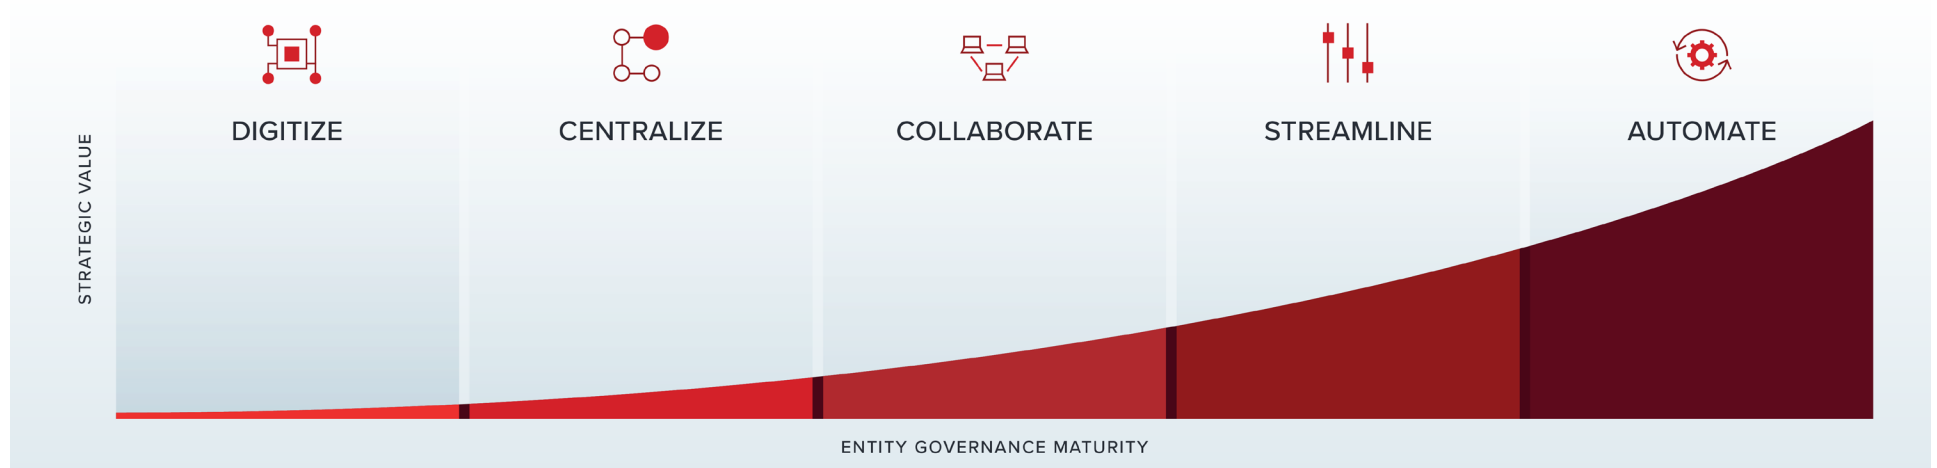 DIGITIZE
CENTRALIZE
COLLABORATE
STREAMLINE
AUTOMATE
STRATEGIC VALUE
ENTITY GOVERNANCE MATURITY